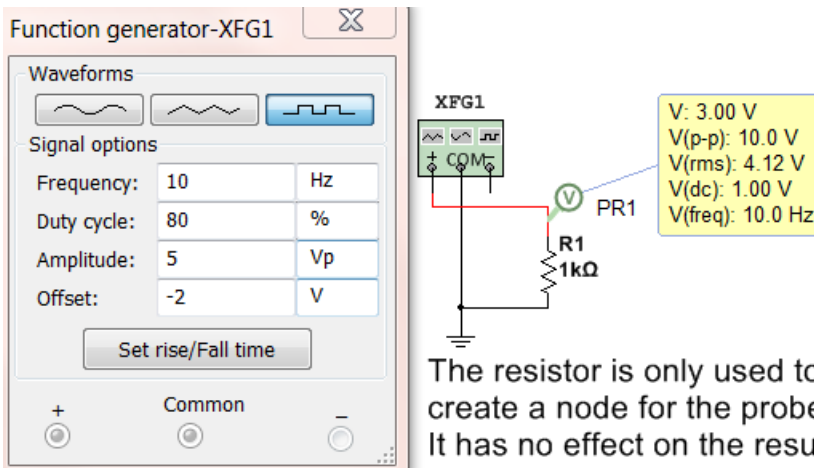 Function generator-XFG1
Waveforms
Signal options
Frequency: 10 Hz
Duty cycle: 80 %
Amplitude: 5 Vp
Offset: -2 V
Set rise/Fall time
+ Common −
XFG1
+ COM −
V: 3.00 V
V(p-p): 10.0 V
V(rms): 4.12 V
V(dc): 1.00 V
V(freq): 10.0 Hz
V
PR1
R1
1kΩ
The resistor is only used to
create a node for the probe
It has no effect on the resu